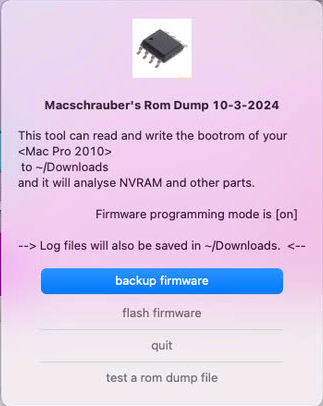 Macschrauber's Rom Dump 10-3-2024
This tool can read and write the bootrom of your
<Mac Pro 2010>
to ~/Downloads
and it will analyse NVRAM and other parts.
Firmware programming mode is [on]
--> Log files will also be saved in ~/Downloads. <--
backup firmware
flash firmware
quit
test a rom dump file